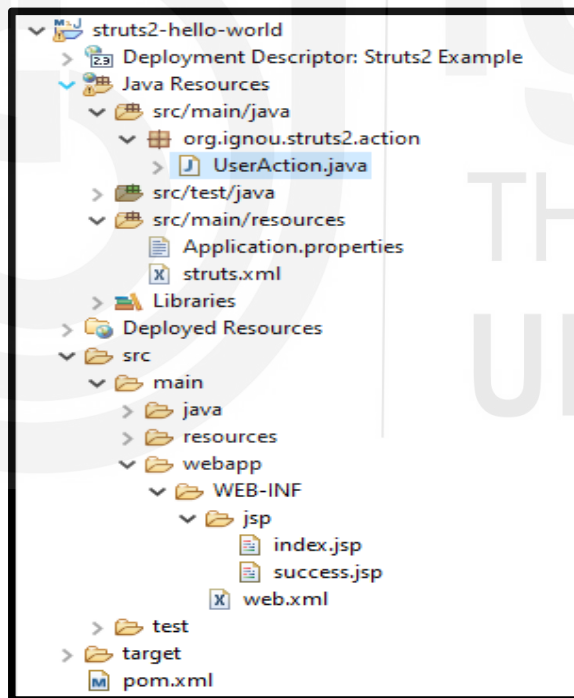 struts2-hello-world
Deployment Descriptor: Struts2 Example
Java Resources
src/main/java
org.ignou.struts2.action
UserAction.java
src/test/java
src/main/resources
Application.properties
struts.xml
Libraries
Deployed Resources
src
main
java
resources
webapp
WEB-INF
jsp
index.jsp
success.jsp
web.xml
test
target
pom.xml